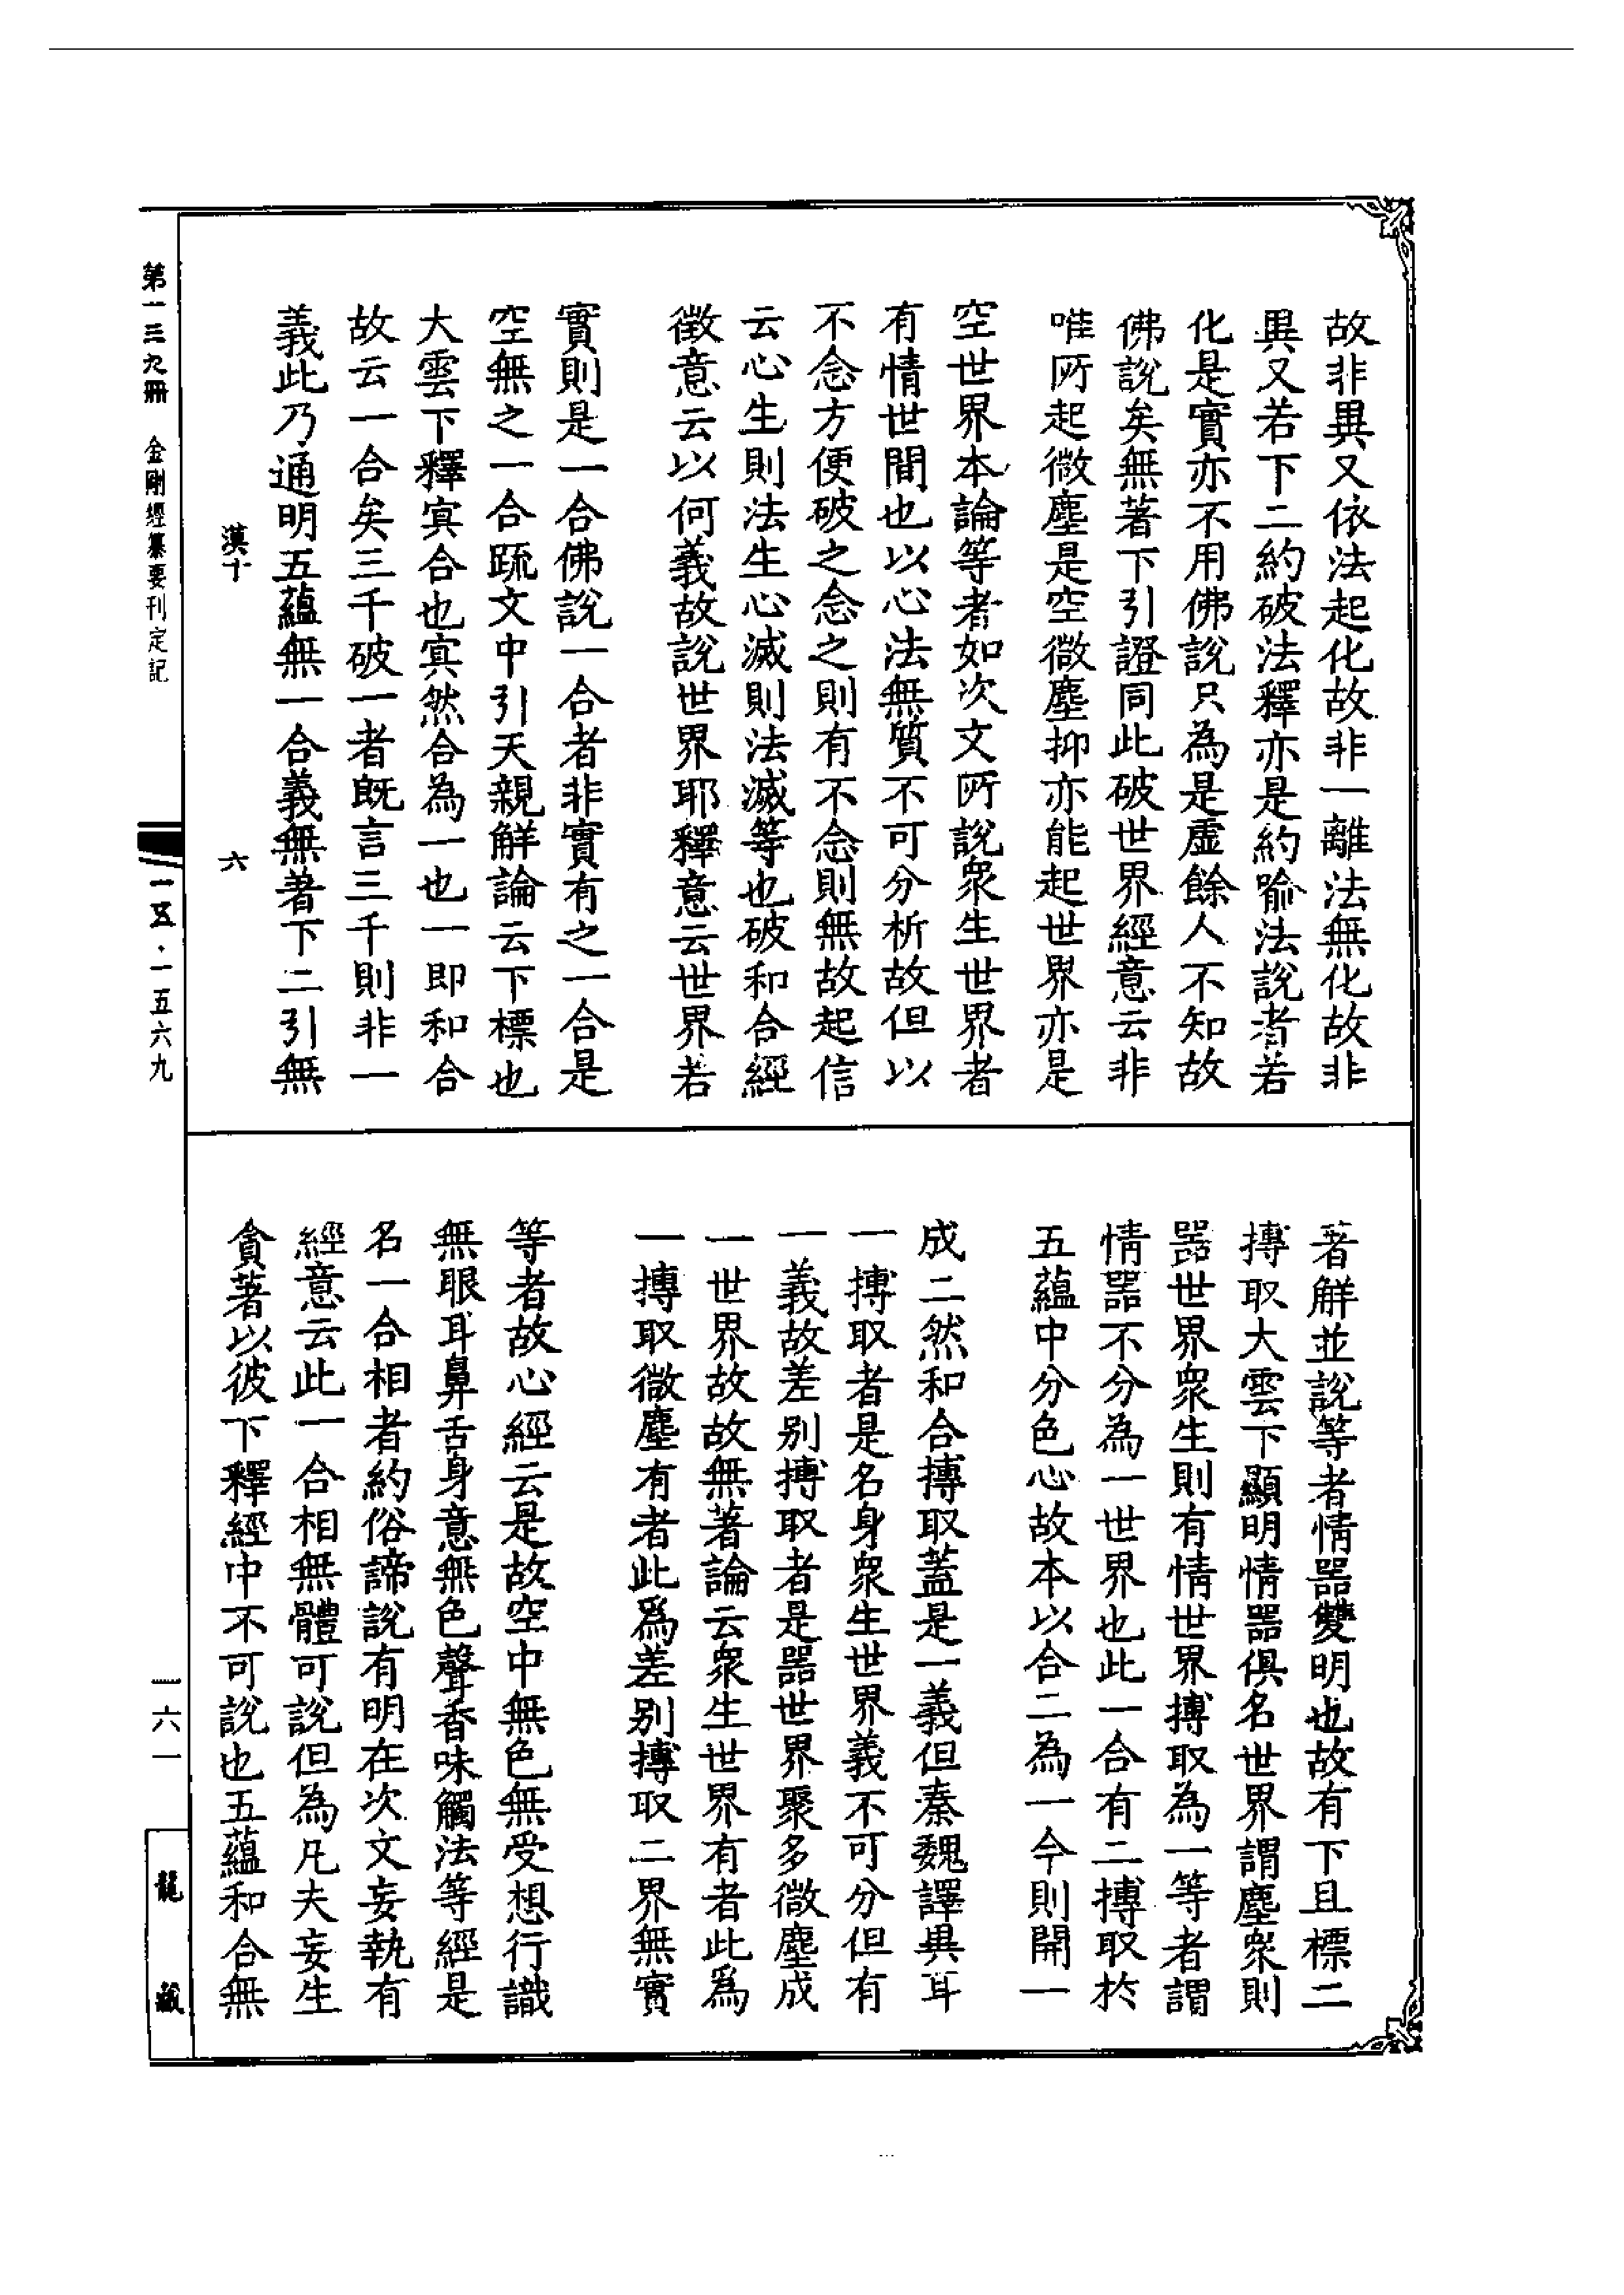 故非異又依法起化故非一離法無化故非
異又若下二約破法釋亦是約喻法說者若
化是實亦不用佛說只為是虛餘人不知故
佛說矣無著下引證同此破世界經意云非
唯所起微塵是空微塵抑亦能起世界亦是
空世界本論等者如次文所說眾生世界者
有情世間也以心法無質不可分析故但以
不念方便破之念之則有不念則無故起信
云心生則法生心滅則法滅等也破和合經
徵意云以何義故說世界耶釋意云世界若
實則是一合佛說一合者非實有之一合是
空無之一合䟽文中引天親解論云下標也
大雲下釋寘合也寘然合為一也一即和合
故云一合矣三千破一者既言三千則非一
義此乃通明五蘊無一合義無著下二引無
漠十 六
著解並說等者情噐雙明也故有下且標二
摶取大雲下顯明情噐俱名世界謂塵眾則
噐世界眾生則有情世界摶取為一等者謂
情噐不分為一世界也此一合有二摶取於
五蘊中分色心故本以合二為一今則開一
成二然和合摶取蓋是一義但秦魏譯異耳
一摶取者是名身眾生世界義不可分但有
一義故差別摶取者是噐世界聚多微塵成
一世界故故無著論云眾生世界有者此爲
一摶取微塵有者此爲差別摶取二界無實
等者故心經云是故空中無色無受想行識
無眼耳鼻舌身意無色聲香味觸法等經是
名一合相者約俗諦說有明在次文妄執有
經意云此一合相無體可說但為凡夫妄生
貪著以彼下釋經中不可說也五蘊和合無
第一三九冊 金剛經纂要刊定記
一五·一五六九
一六一
龍藏